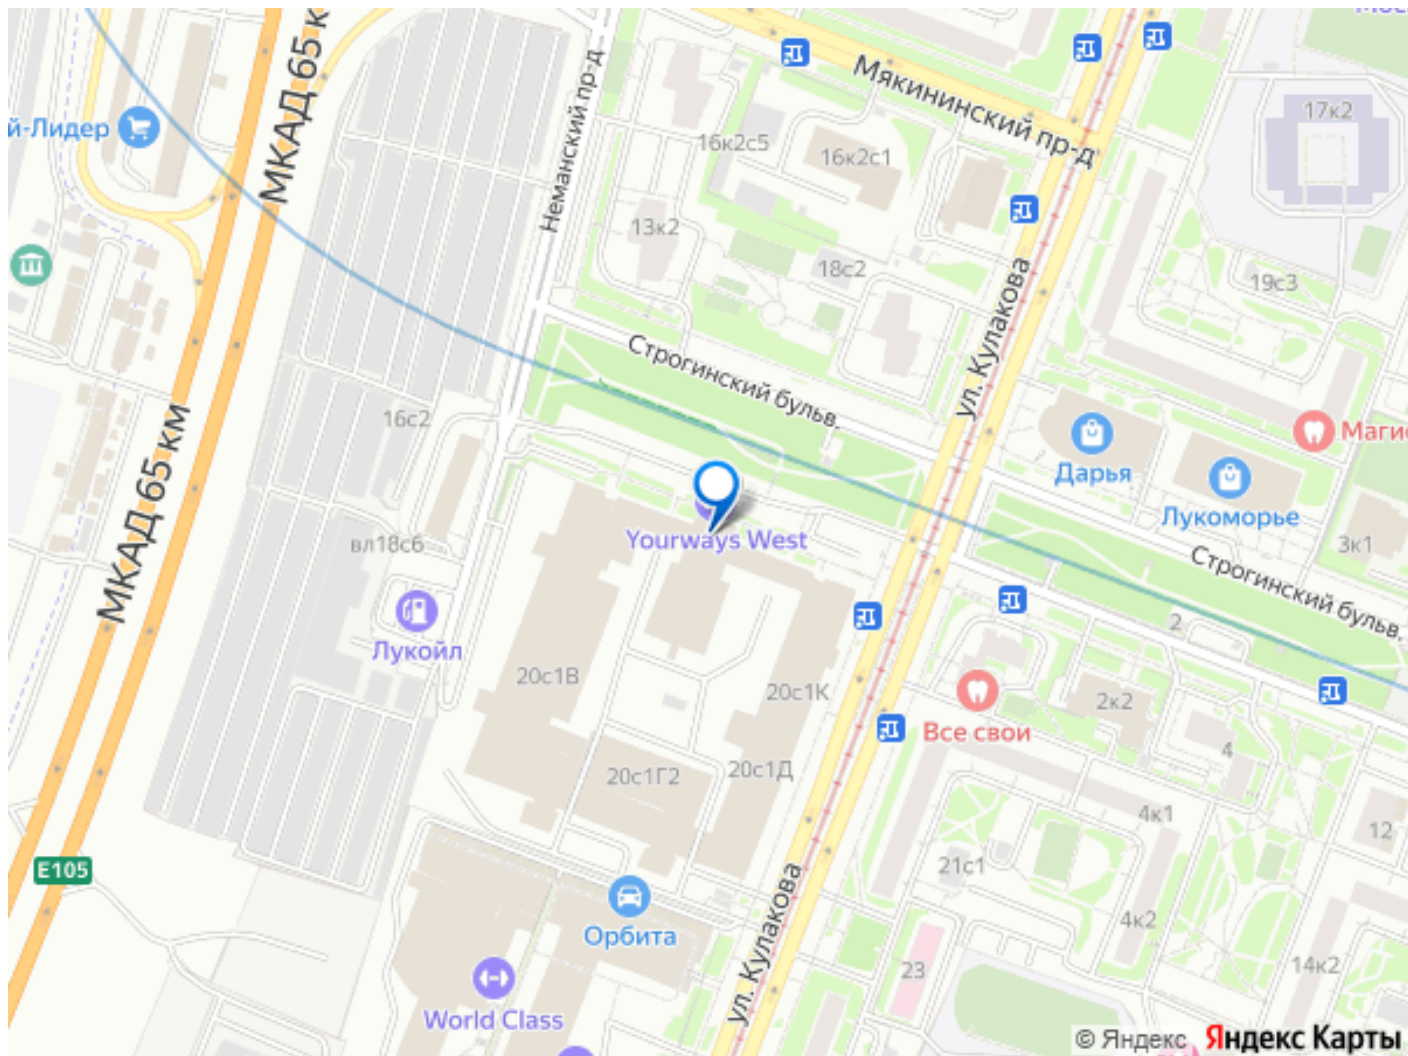 МКАД 65 к
Неманский пр-д
Мякининский пр-д
17к2
й-Лидер
16к2с5
16к2с1
13к2
18с2
19с3
ул. Кулакова
Строгинский бульв.
16с2
Дарья
Магис
Лукоморье
МКАД 65 км
вл18с6
Yourways West
3к1
Строгинский бульв.
2
Лукойл
20с1В
20с1К
2к2
Все свои
4
20с1Г2
20с1Д
4к1
12
E105
21с1
ул. Кулакова
4к2
Орбита
23
14к2
World Class
© Яндекс Яндекс Карты